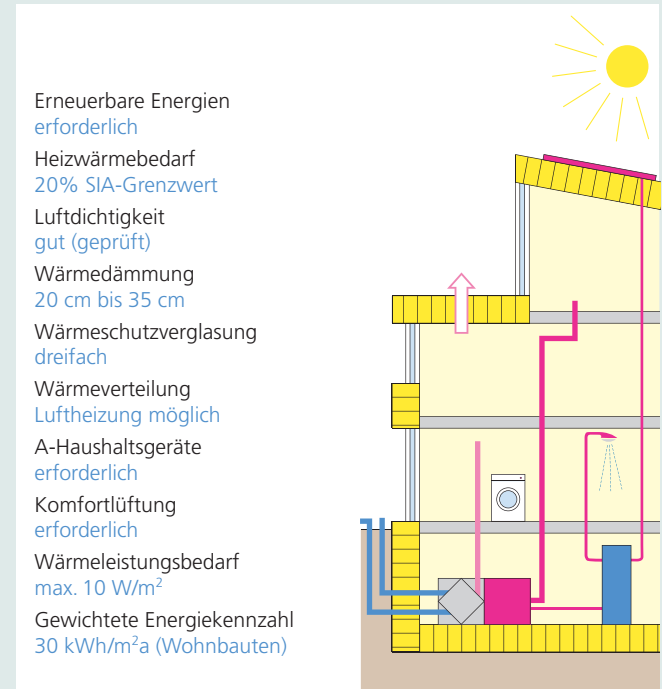 Erneuerbare Energien
erforderlich
Heizwärmebedarf
20% SIA-Grenzwert
Luftdichtigkeit
gut (geprüft)
Wärmedämmung
20 cm bis 35 cm
Wärmeschutzverglasung
dreifach
Wärmeverteilung
Luftheizung möglich
A-Haushaltsgeräte
erforderlich
Komfortlüftung
erforderlich
Wärmeleistungsbedarf
max. 10 W/m²
Gewichtete Energiekennzahl
30 kWh/m²a (Wohnbauten)